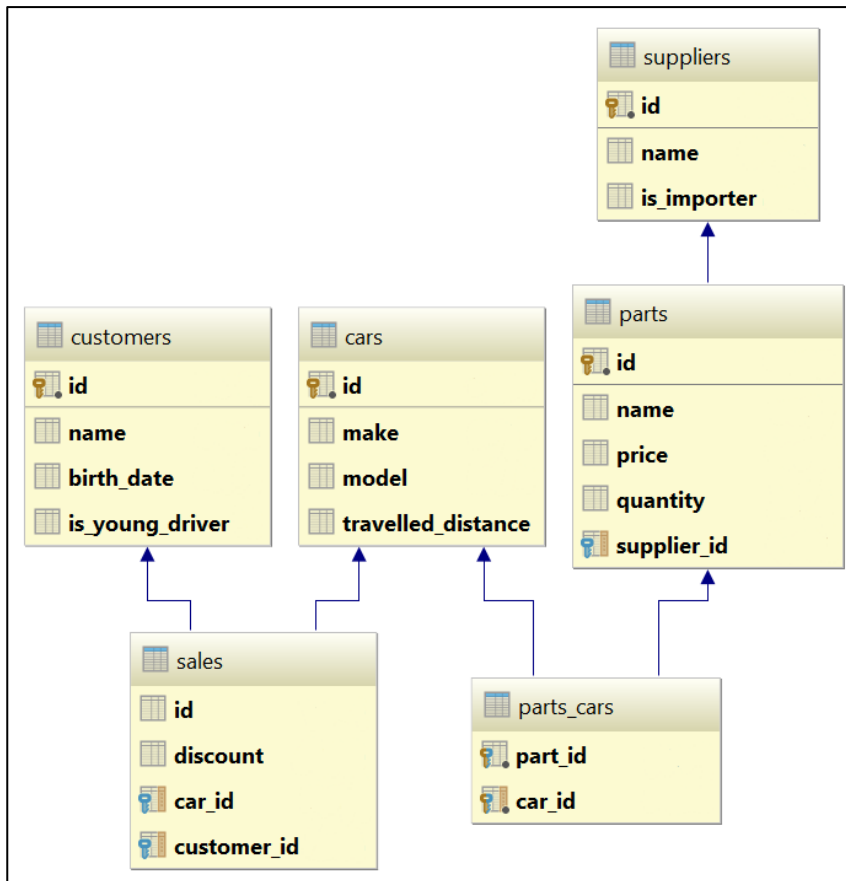 suppliers
id
name
is_importer
customers
id
name
birth_date
is_young_driver
cars
id
make
model
travelled_distance
parts
id
name
price
quantity
supplier_id
sales
id
discount
car_id
customer_id
parts_cars
part_id
car_id